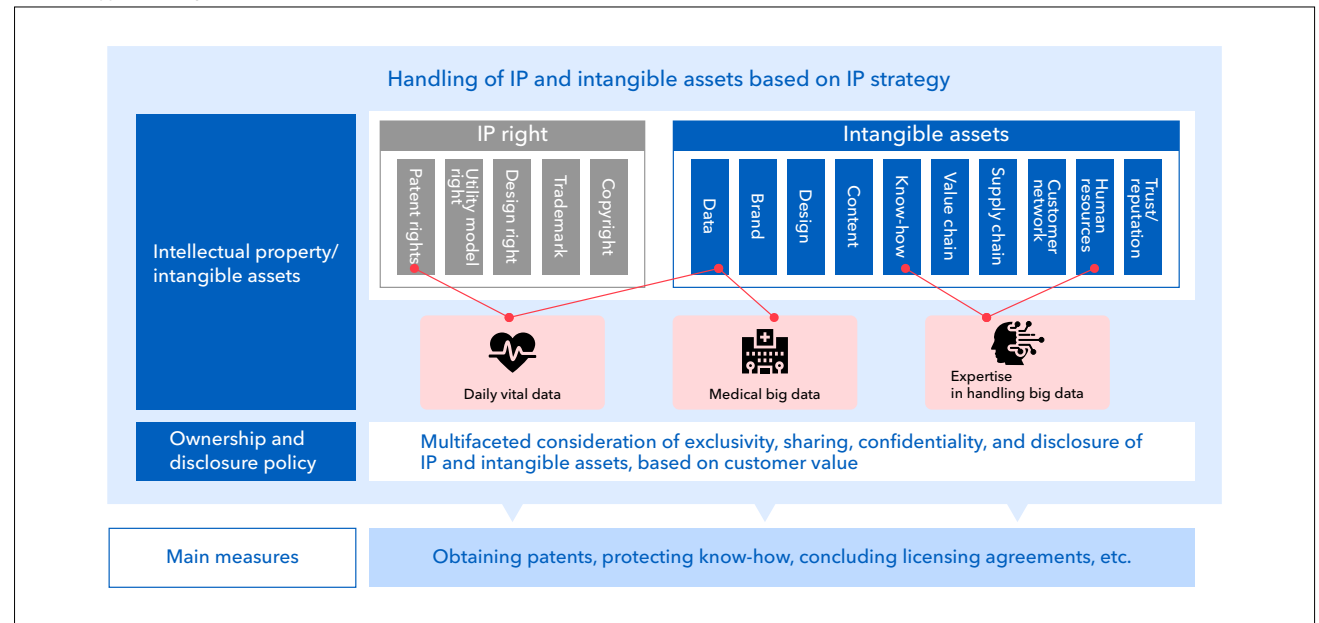 Handling of IP and intangible assets based on IP strategy
Intellectual property/
intangible assets
IP right
Patent rights
Utility model
right
Design right
Trademark
Copyright
Intangible assets
Data
Brand
Design
Content
Know-how
Value chain
Supply chain
Customer
network
Human
resources
Trust/
reputation
Daily vital data
Medical big data
Expertise
in handling big data
Ownership and
disclosure policy
Multifaceted consideration of exclusivity, sharing, confidentiality, and disclosure of
IP and intangible assets, based on customer value
Main measures
Obtaining patents, protecting know-how, concluding licensing agreements, etc.